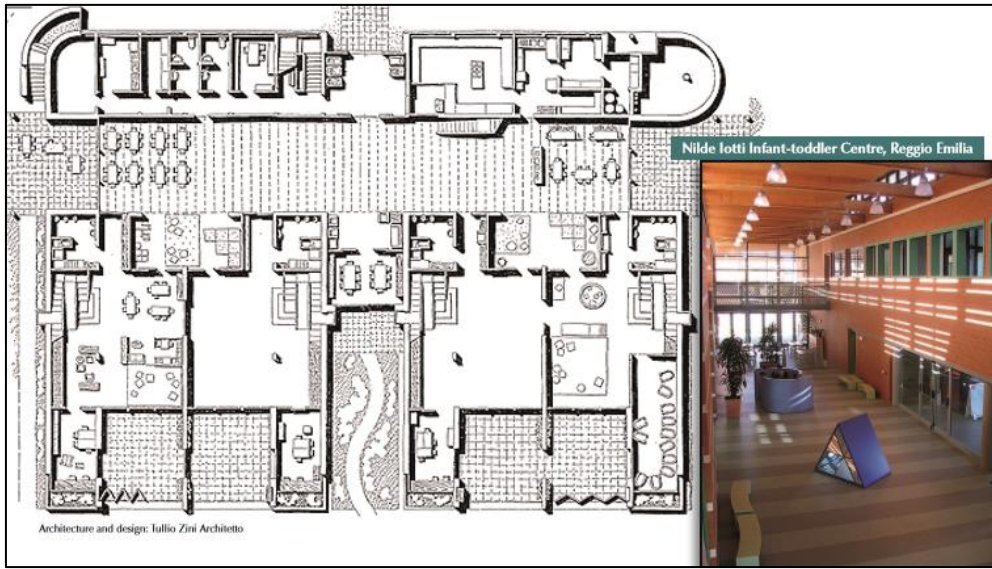 Nilde Iotti Infant-toddler Centre, Reggio Emilia
Architecture and design: Tullio Zini Architetto